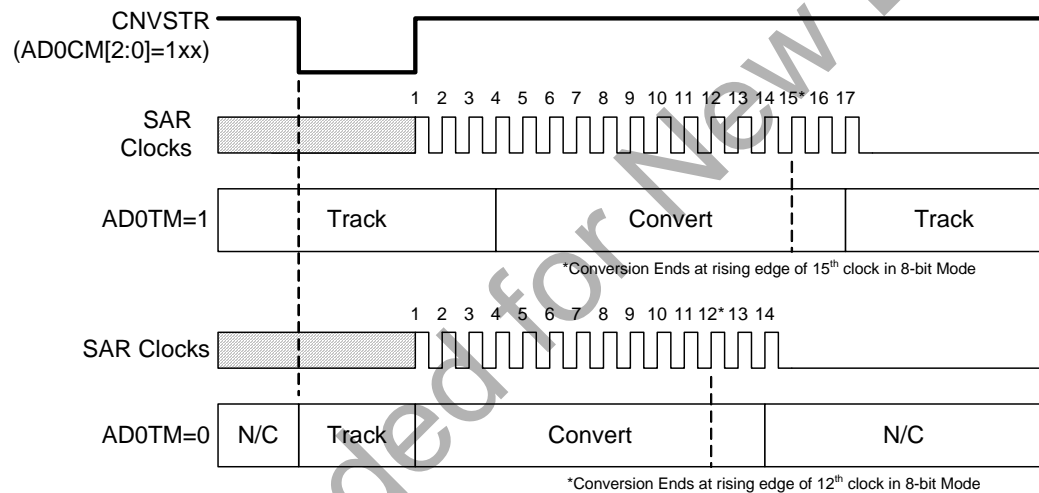 CNVSTR
(AD0CM[2:0]=1xx)
1 2 3 4 5 6 7 8 9 10 11 12 13 14 15* 16 17
SAR
Clocks
AD0TM=1 Track Convert Track
*Conversion Ends at rising edge of 15th clock in 8-bit Mode
1 2 3 4 5 6 7 8 9 10 11 12* 13 14
SAR Clocks
AD0TM=0 N/C Track Convert N/C
*Conversion Ends at rising edge of 12th clock in 8-bit Mode
ded for New